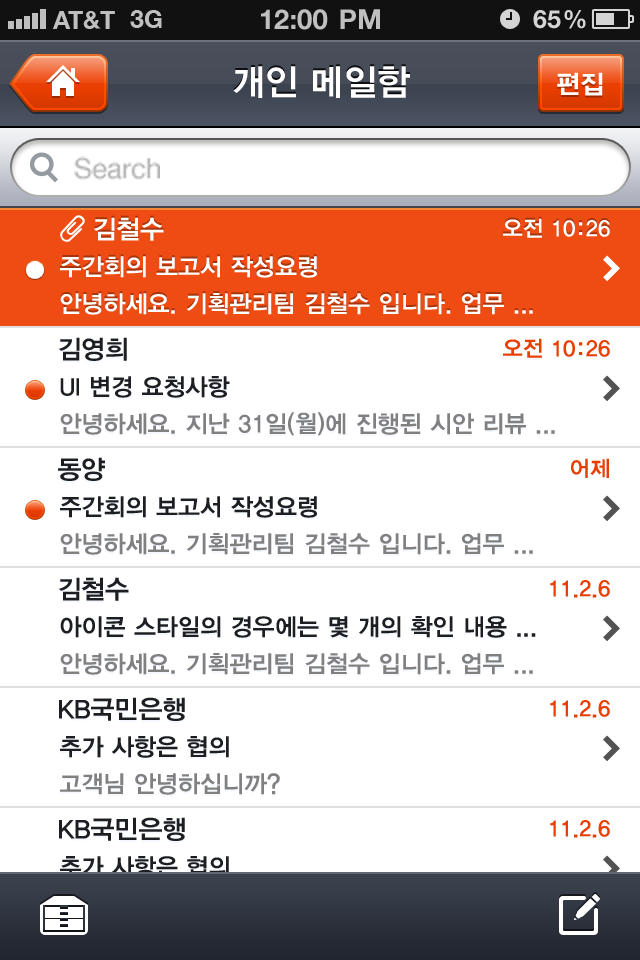 AT&T 3G 12:00 PM 65%
개인 메일함
편집
Search
김철수 오전 10:26
주간회의 보고서 작성요령
안녕하세요. 기획관리팀 김철수 입니다. 업무 ...
김영희 오전 10:26
UI 변경 요청사항
안녕하세요. 지난 31일(월)에 진행된 시안 리뷰 ...
동양 어제
주간회의 보고서 작성요령
안녕하세요. 기획관리팀 김철수 입니다. 업무 ...
김철수 11.2.6
아이콘 스타일의 경우에는 몇 개의 확인 내용 ...
안녕하세요. 기획관리팀 김철수 입니다. 업무 ...
KB국민은행 11.2.6
추가 사항은 협의
고객님 안녕하십니까?
KB국민은행 11.2.6
추가 사항은 협의